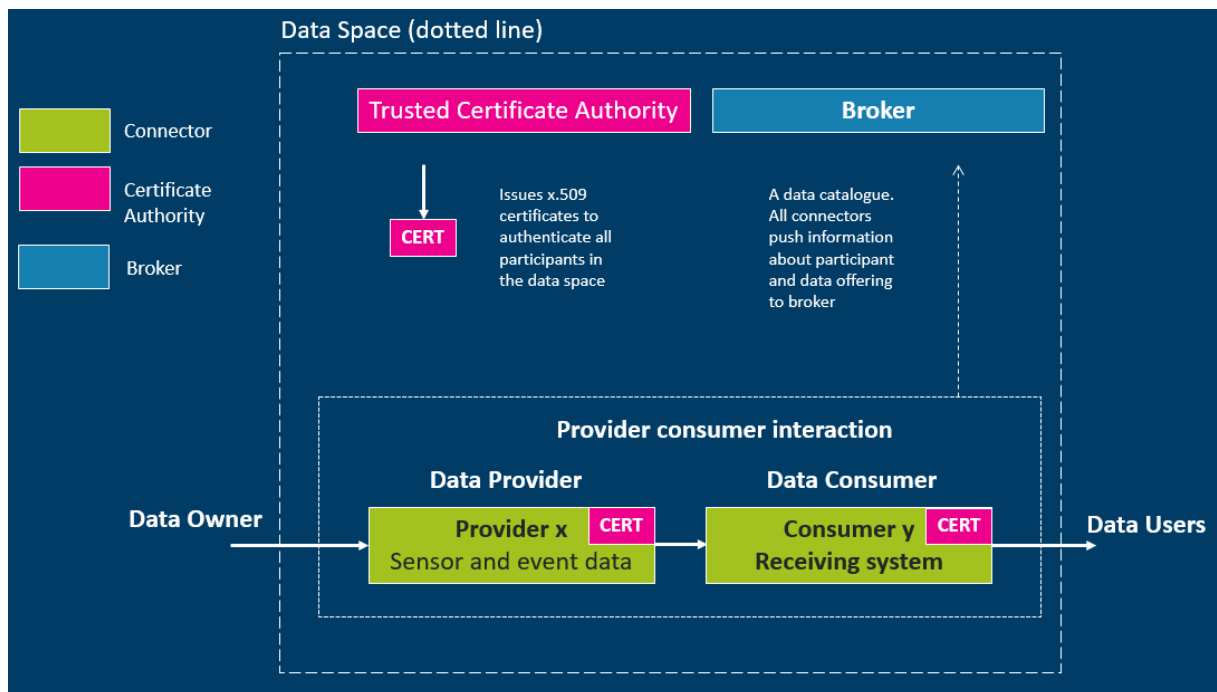 Data Space (dotted line)
Connector
Certificate
Authority
Broker
Trusted Certificate Authority
Broker
CERT
Issues x.509
certificates to
authenticate all
participants in
the data space
A data catalogue.
All connectors
push information
about participant
and data offering
to broker
Provider consumer interaction
Data Provider
Data Consumer
Data Owner
Provider x
CERT
Sensor and event data
Consumer y
CERT
Receiving system
Data Users